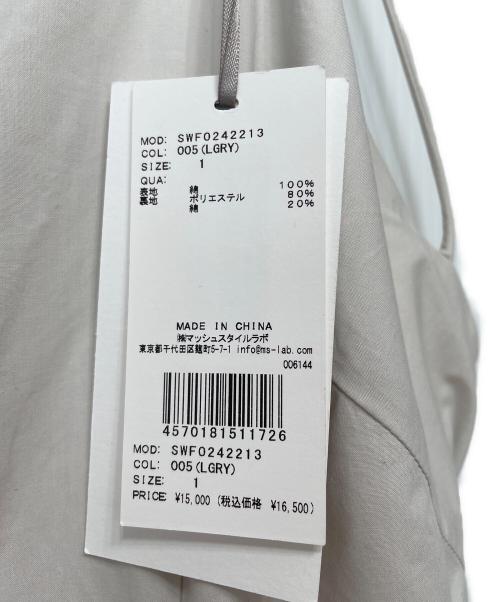 MOD: SWF0242213
COL: 005(LGRY)
SIZE: 1
QUA:
表地 綿 100%
裏地 ポリエステル 80%
綿 20%
MADE IN CHINA
㈱マッシュスタイルラボ
東京都千代田区麹町5-7-1 info@ms-lab.com
006144
4570181511726
MOD: SWF0242213
COL: 005(LGRY)
SIZE: 1
PRICE: ¥15,000 (税込価格 ¥16,500)